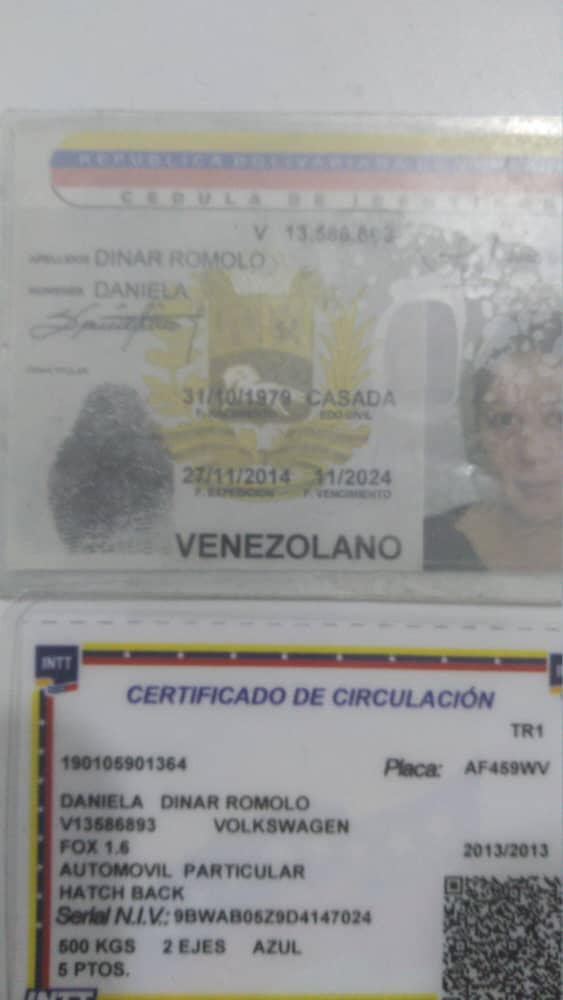 REPUBLICA BOLIVARIANA DE
CEDULA DE IDENTIDAD
V 13.586.893
APELLIDOS DINAR ROMOLO
NOMBRES DANIELA
31/10/1979 CASADA
F. NACIMIENTO EDO CIVIL
27/11/2014 11/2024
F. EXPEDICION F. VENCIMIENTO
VENEZOLANO
INTT
CERTIFICADO DE CIRCULACIÓN
TR1
190105901364 Placa: AF459WV
DANIELA DINAR ROMOLO
V13586893 VOLKSWAGEN
FOX 1.6 2013/2013
AUTOMOVIL PARTICULAR
HATCH BACK
Serial N.I.V.: 9BWAB05Z9D4147024
500 KGS 2 EJES AZUL
5 PTOS.
INTT